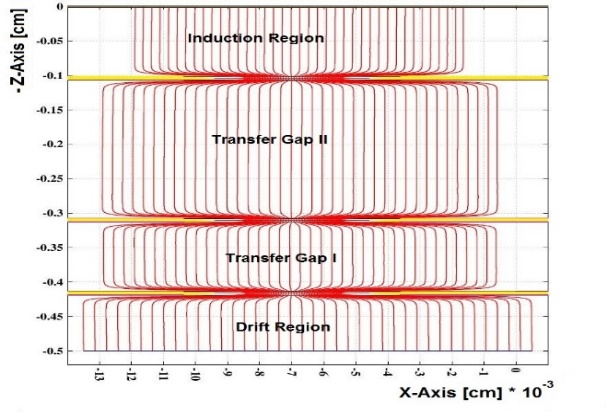 -Z-Axis [cm]
0
-0.05
-0.1
-0.15
-0.2
-0.25
-0.3
-0.35
-0.4
-0.45
-0.5
Induction Region
Transfer Gap II
Transfer Gap I
Drift Region
-13 -12 -11 -10 -9 -8 -7 -6 -5 -4 -3 -2 -1 0
X-Axis [cm] * 10⁻³